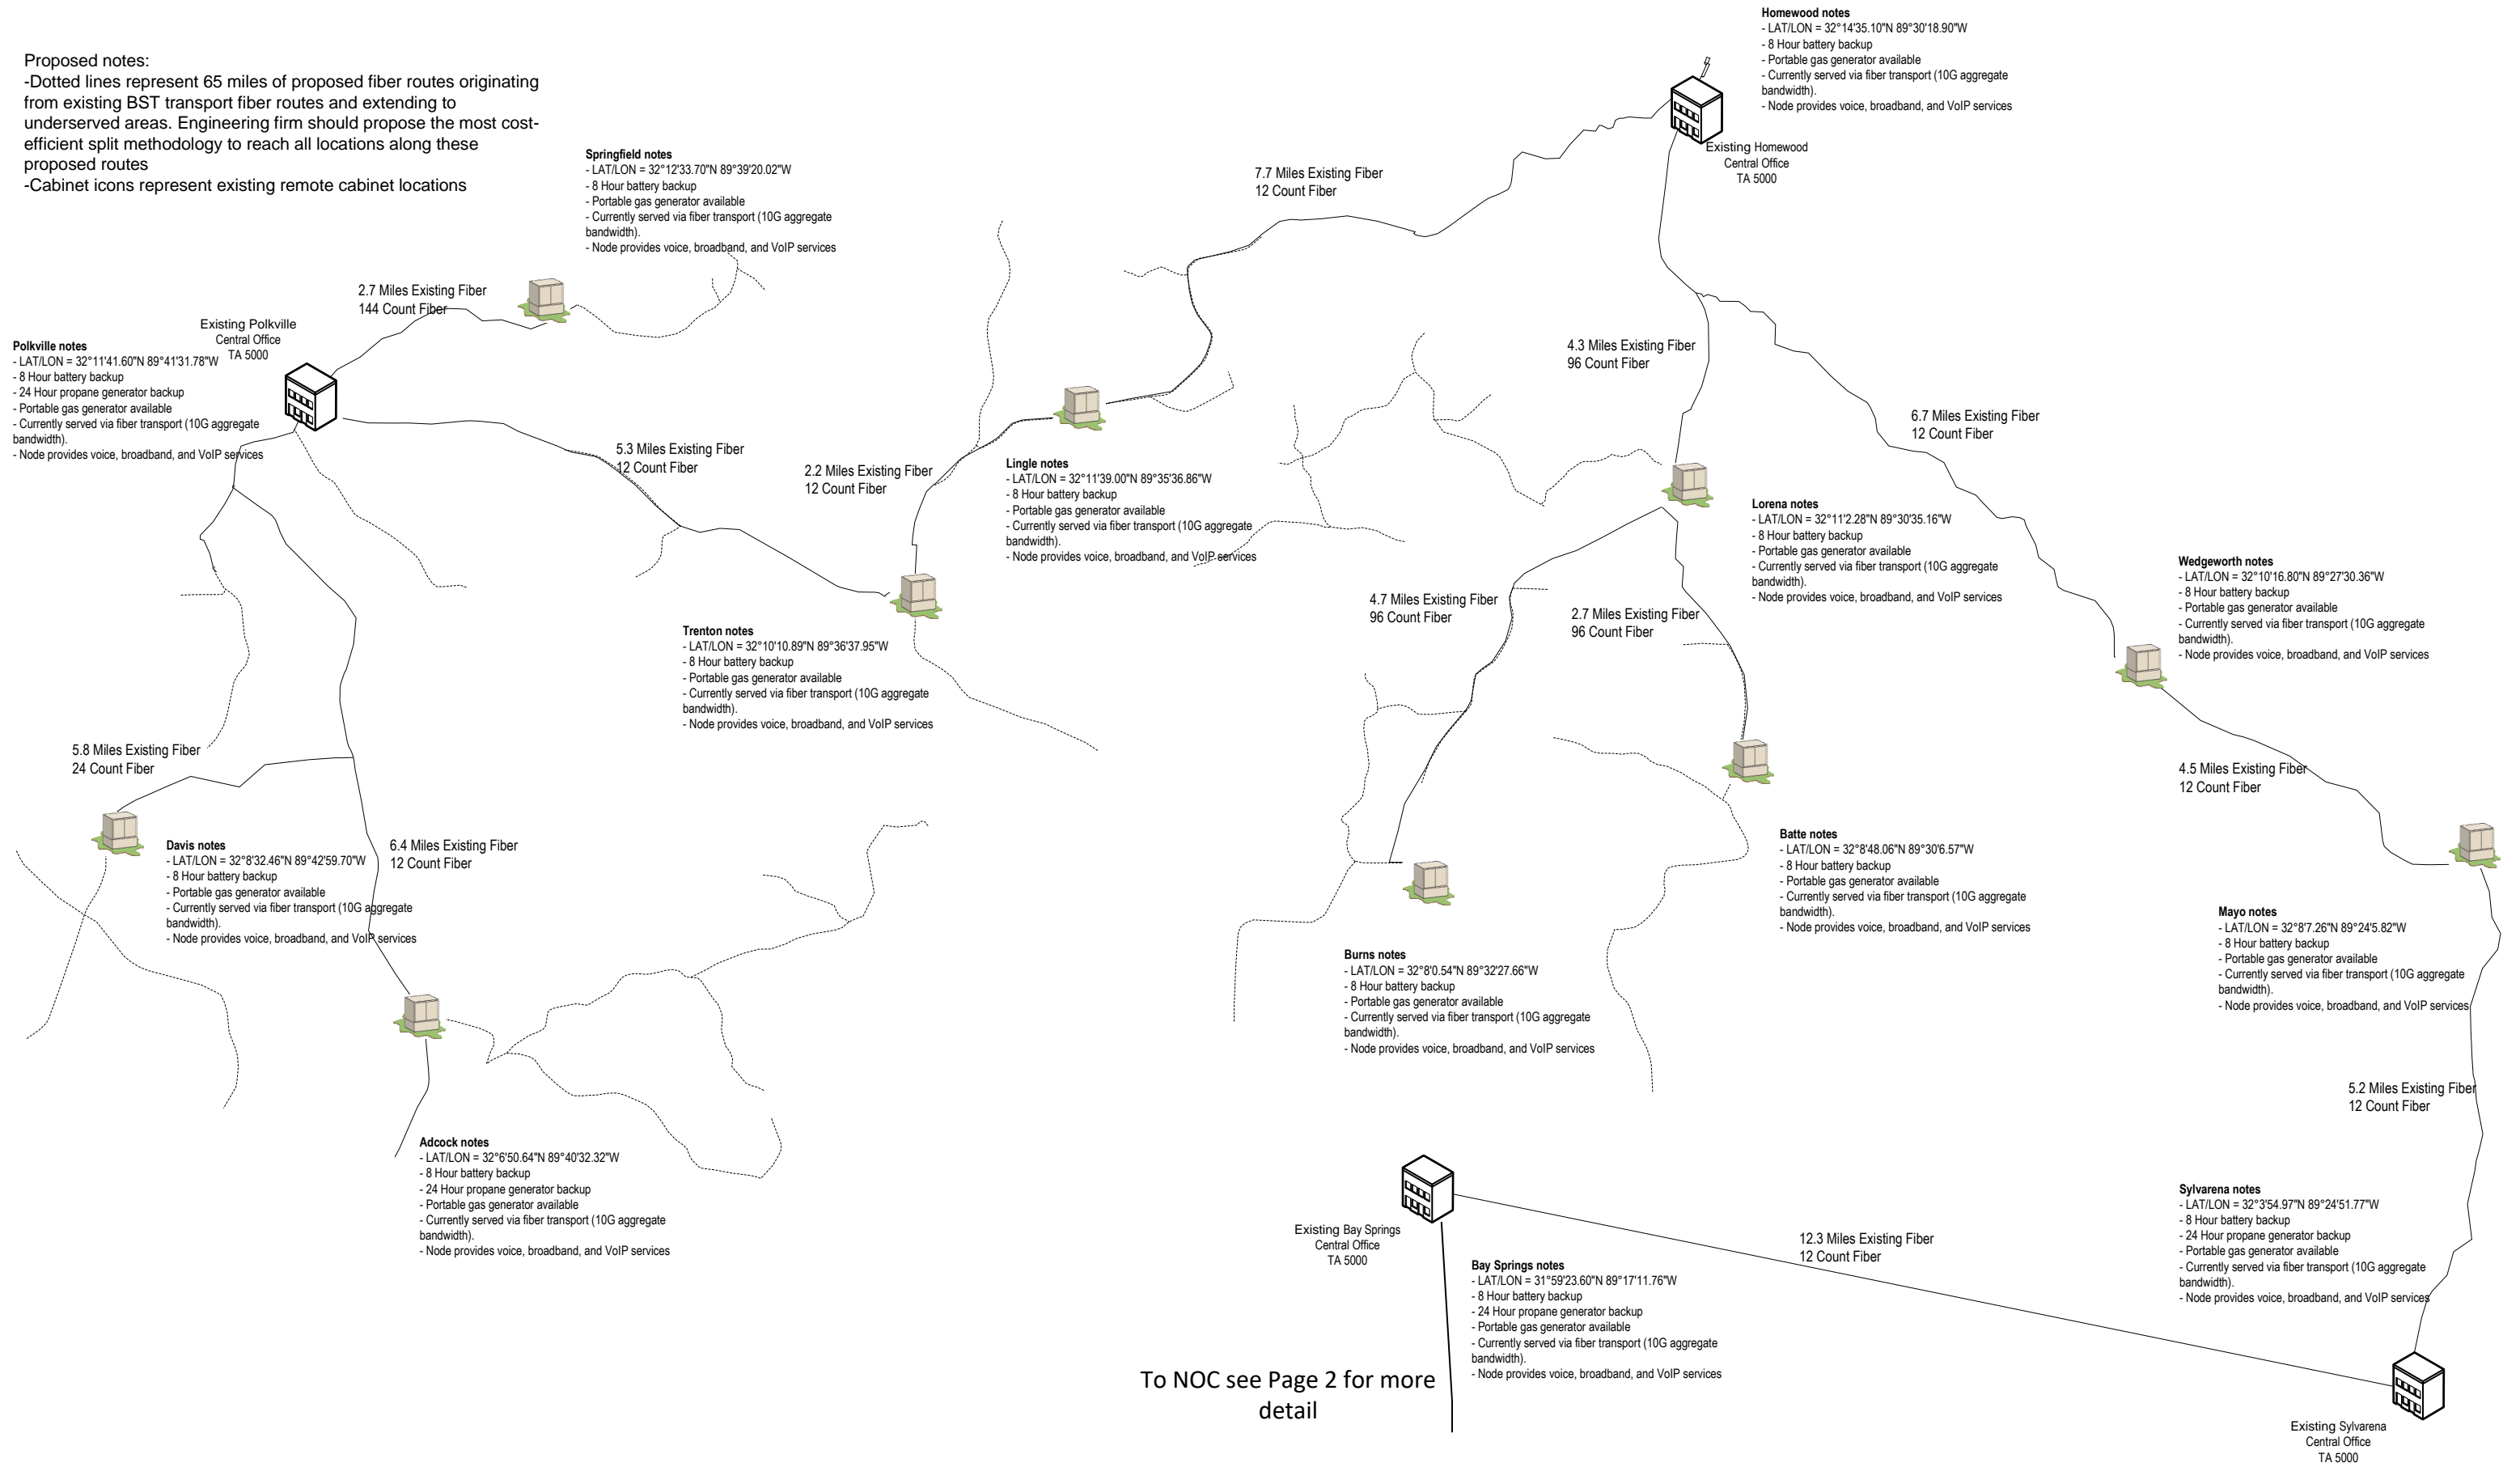 Proposed notes:
-Dotted lines represent 65 miles of proposed fiber routes originating
from existing BST transport fiber routes and extending to
underserved areas. Engineering firm should propose the most cost-
efficient split methodology to reach all locations along these
proposed routes
-Cabinet icons represent existing remote cabinet locations
Homewood notes
- LAT/LON = 32°14'35.10"N 89°30'18.90"W
- 8 Hour battery backup
- Portable gas generator available
- Currently served via fiber transport (10G aggregate
bandwidth).
- Node provides voice, broadband, and VoIP services
Existing Homewood
Central Office
TA 5000
Springfield notes
- LAT/LON = 32°12'33.70"N 89°39'20.02"W
- 8 Hour battery backup
- Portable gas generator available
- Currently served via fiber transport (10G aggregate
bandwidth).
- Node provides voice, broadband, and VoIP services
7.7 Miles Existing Fiber
12 Count Fiber
2.7 Miles Existing Fiber
144 Count Fiber
Existing Polkville
Central Office
TA 5000
Polkville notes
- LAT/LON = 32°11'41.60"N 89°41'31.78"W
- 8 Hour battery backup
- 24 Hour propane generator backup
- Portable gas generator available
- Currently served via fiber transport (10G aggregate
bandwidth).
- Node provides voice, broadband, and VoIP services
4.3 Miles Existing Fiber
96 Count Fiber
6.7 Miles Existing Fiber
12 Count Fiber
5.3 Miles Existing Fiber
12 Count Fiber
2.2 Miles Existing Fiber
12 Count Fiber
Lingle notes
- LAT/LON = 32°11'39.00"N 89°35'36.86"W
- 8 Hour battery backup
- Portable gas generator available
- Currently served via fiber transport (10G aggregate
bandwidth).
- Node provides voice, broadband, and VoIP services
Lorena notes
- LAT/LON = 32°11'2.28"N 89°30'35.16"W
- 8 Hour battery backup
- Portable gas generator available
- Currently served via fiber transport (10G aggregate
bandwidth).
- Node provides voice, broadband, and VoIP services
Wedgeworth notes
- LAT/LON = 32°10'16.80"N 89°27'30.36"W
- 8 Hour battery backup
- Portable gas generator available
- Currently served via fiber transport (10G aggregate
bandwidth).
- Node provides voice, broadband, and VoIP services
4.7 Miles Existing Fiber
96 Count Fiber
2.7 Miles Existing Fiber
96 Count Fiber
Trenton notes
- LAT/LON = 32°10'10.89"N 89°36'37.95"W
- 8 Hour battery backup
- Portable gas generator available
- Currently served via fiber transport (10G aggregate
bandwidth).
- Node provides voice, broadband, and VoIP services
5.8 Miles Existing Fiber
24 Count Fiber
4.5 Miles Existing Fiber
12 Count Fiber
Davis notes
- LAT/LON = 32°8'32.46"N 89°42'59.70"W
- 8 Hour battery backup
- Portable gas generator available
- Currently served via fiber transport (10G aggregate
bandwidth).
- Node provides voice, broadband, and VoIP services
6.4 Miles Existing Fiber
12 Count Fiber
Batte notes
- LAT/LON = 32°8'48.06"N 89°30'6.57"W
- 8 Hour battery backup
- Portable gas generator available
- Currently served via fiber transport (10G aggregate
bandwidth).
- Node provides voice, broadband, and VoIP services
Mayo notes
- LAT/LON = 32°8'7.26"N 89°24'5.82"W
- 8 Hour battery backup
- Portable gas generator available
- Currently served via fiber transport (10G aggregate
bandwidth).
- Node provides voice, broadband, and VoIP services
Burns notes
- LAT/LON = 32°8'0.54"N 89°32'27.66"W
- 8 Hour battery backup
- Portable gas generator available
- Currently served via fiber transport (10G aggregate
bandwidth).
- Node provides voice, broadband, and VoIP services
5.2 Miles Existing Fiber
12 Count Fiber
Adcock notes
- LAT/LON = 32°6'50.64"N 89°40'32.32"W
- 8 Hour battery backup
- 24 Hour propane generator backup
- Portable gas generator available
- Currently served via fiber transport (10G aggregate
bandwidth).
- Node provides voice, broadband, and VoIP services
Sylvarena notes
- LAT/LON = 32°3'54.97"N 89°24'51.77"W
- 8 Hour battery backup
- 24 Hour propane generator backup
- Portable gas generator available
- Currently served via fiber transport (10G aggregate
bandwidth).
- Node provides voice, broadband, and VoIP services
Existing Bay Springs
Central Office
TA 5000
12.3 Miles Existing Fiber
12 Count Fiber
Bay Springs notes
- LAT/LON = 31°59'23.60"N 89°17'11.76"W
- 8 Hour battery backup
- 24 Hour propane generator backup
- Portable gas generator available
- Currently served via fiber transport (10G aggregate
bandwidth).
- Node provides voice, broadband, and VoIP services
To NOC see Page 2 for more
detail
Existing Sylvarena
Central Office
TA 5000